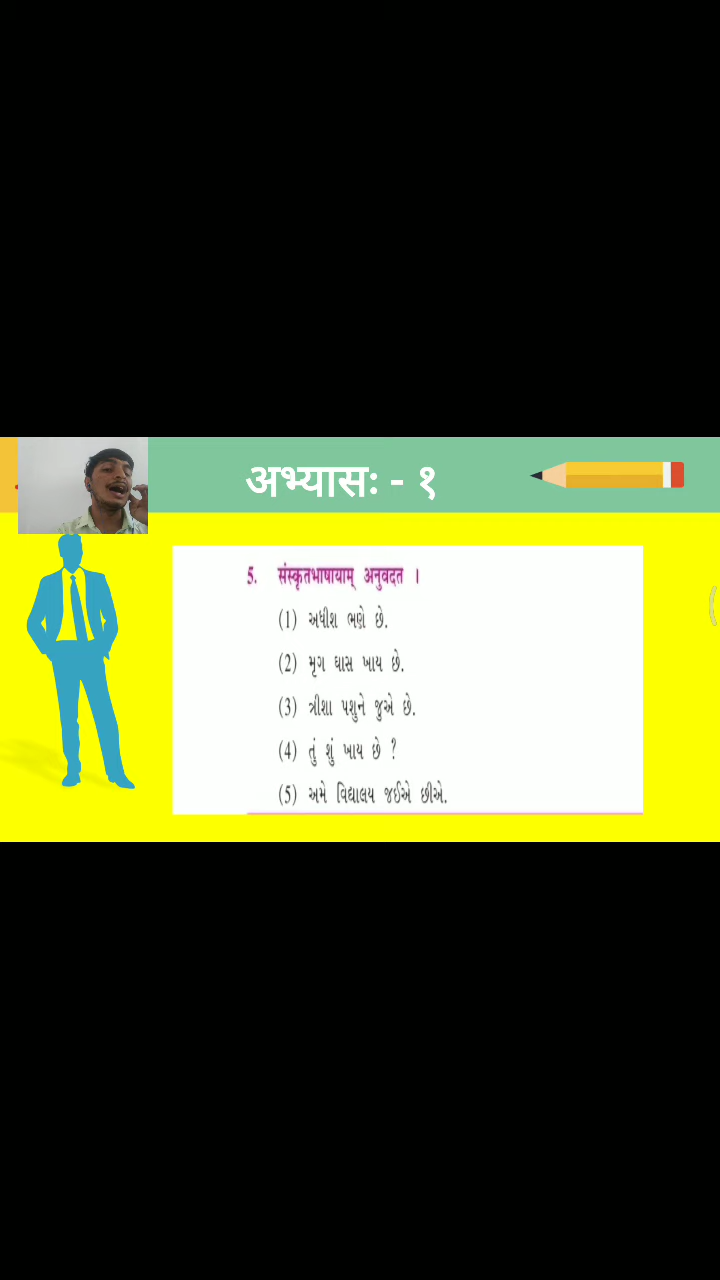 अभ्यासः - १
5. संस्कृतभाषायाम् अनुवदत ।
(1) અધીશ ભણે છે.
(2) મૃગ ઘાસ ખાય છે.
(3) ત્રીશા પશુને જુએ છે.
(4) તું શું ખાય છે ?
(5) અમે વિદ્યાલય જઈએ છીએ.